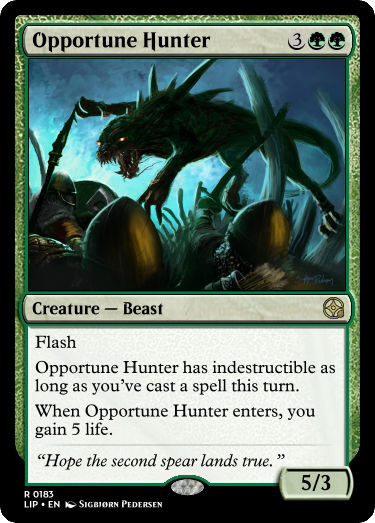 Opportune Hunter 3
Creature — Beast
Flash
Opportune Hunter has indestructible as
long as you've cast a spell this turn.
When Opportune Hunter enters, you
gain 5 life.
“Hope the second spear lands true.”
5/3
R 0183
LIP • EN Sigbjørn Pedersen